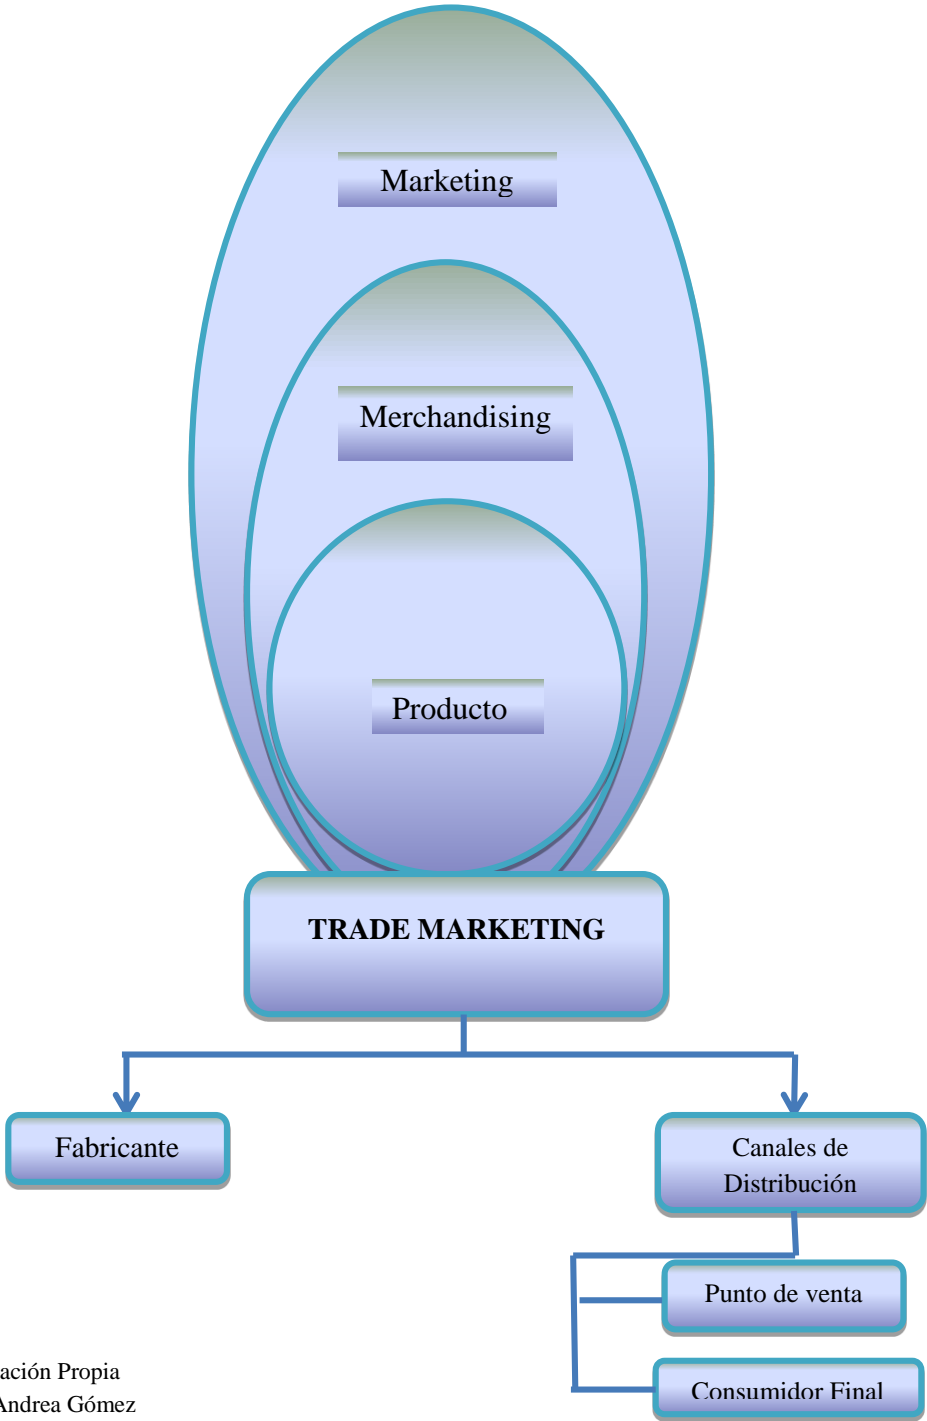 Marketing
Merchandising
Producto
TRADE MARKETING
Fabricante
Canales de
Distribución
Punto de venta
Consumidor Final
ación Propia
Andrea Gómez